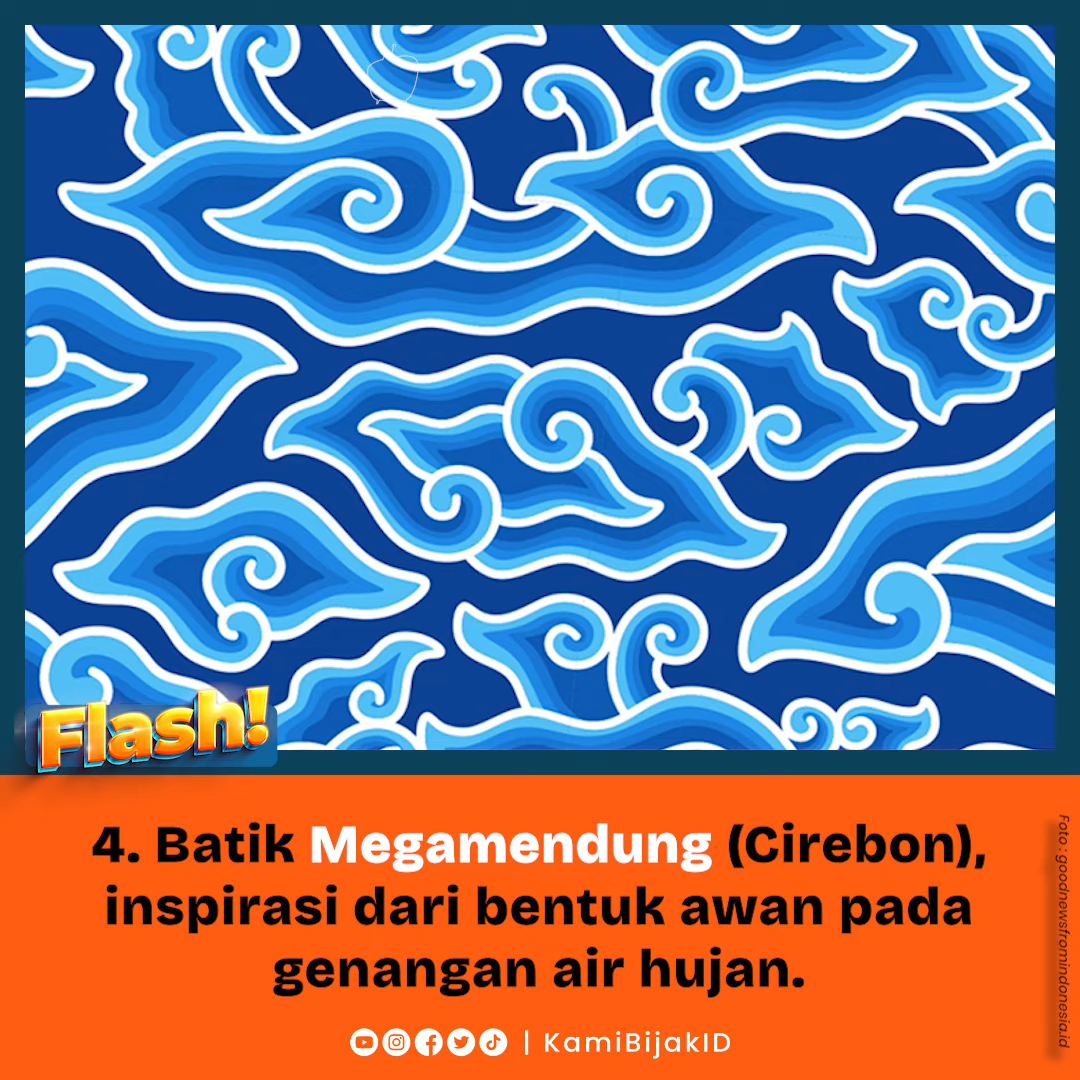 Flash!
4. Batik Megamendung (Cirebon),
inspirasi dari bentuk awan pada
genangan air hujan.
| KamiBijakID
Foto : goodnewsfromindonesia.id